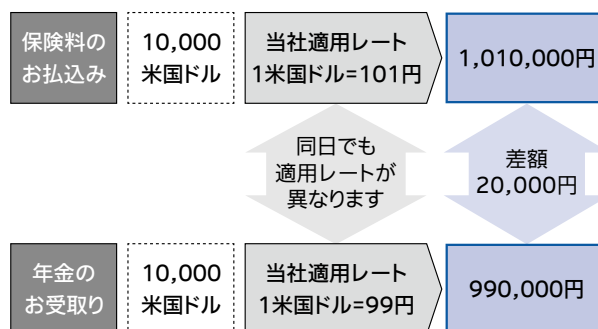 保険料の
お払込み
10,000
米国ドル
当社適用レート
1米国ドル=101円
1,010,000円
同日でも
適用レートが
異なります
差額
20,000円
年金の
お受取り
10,000
米国ドル
当社適用レート
1米国ドル=99円
990,000円